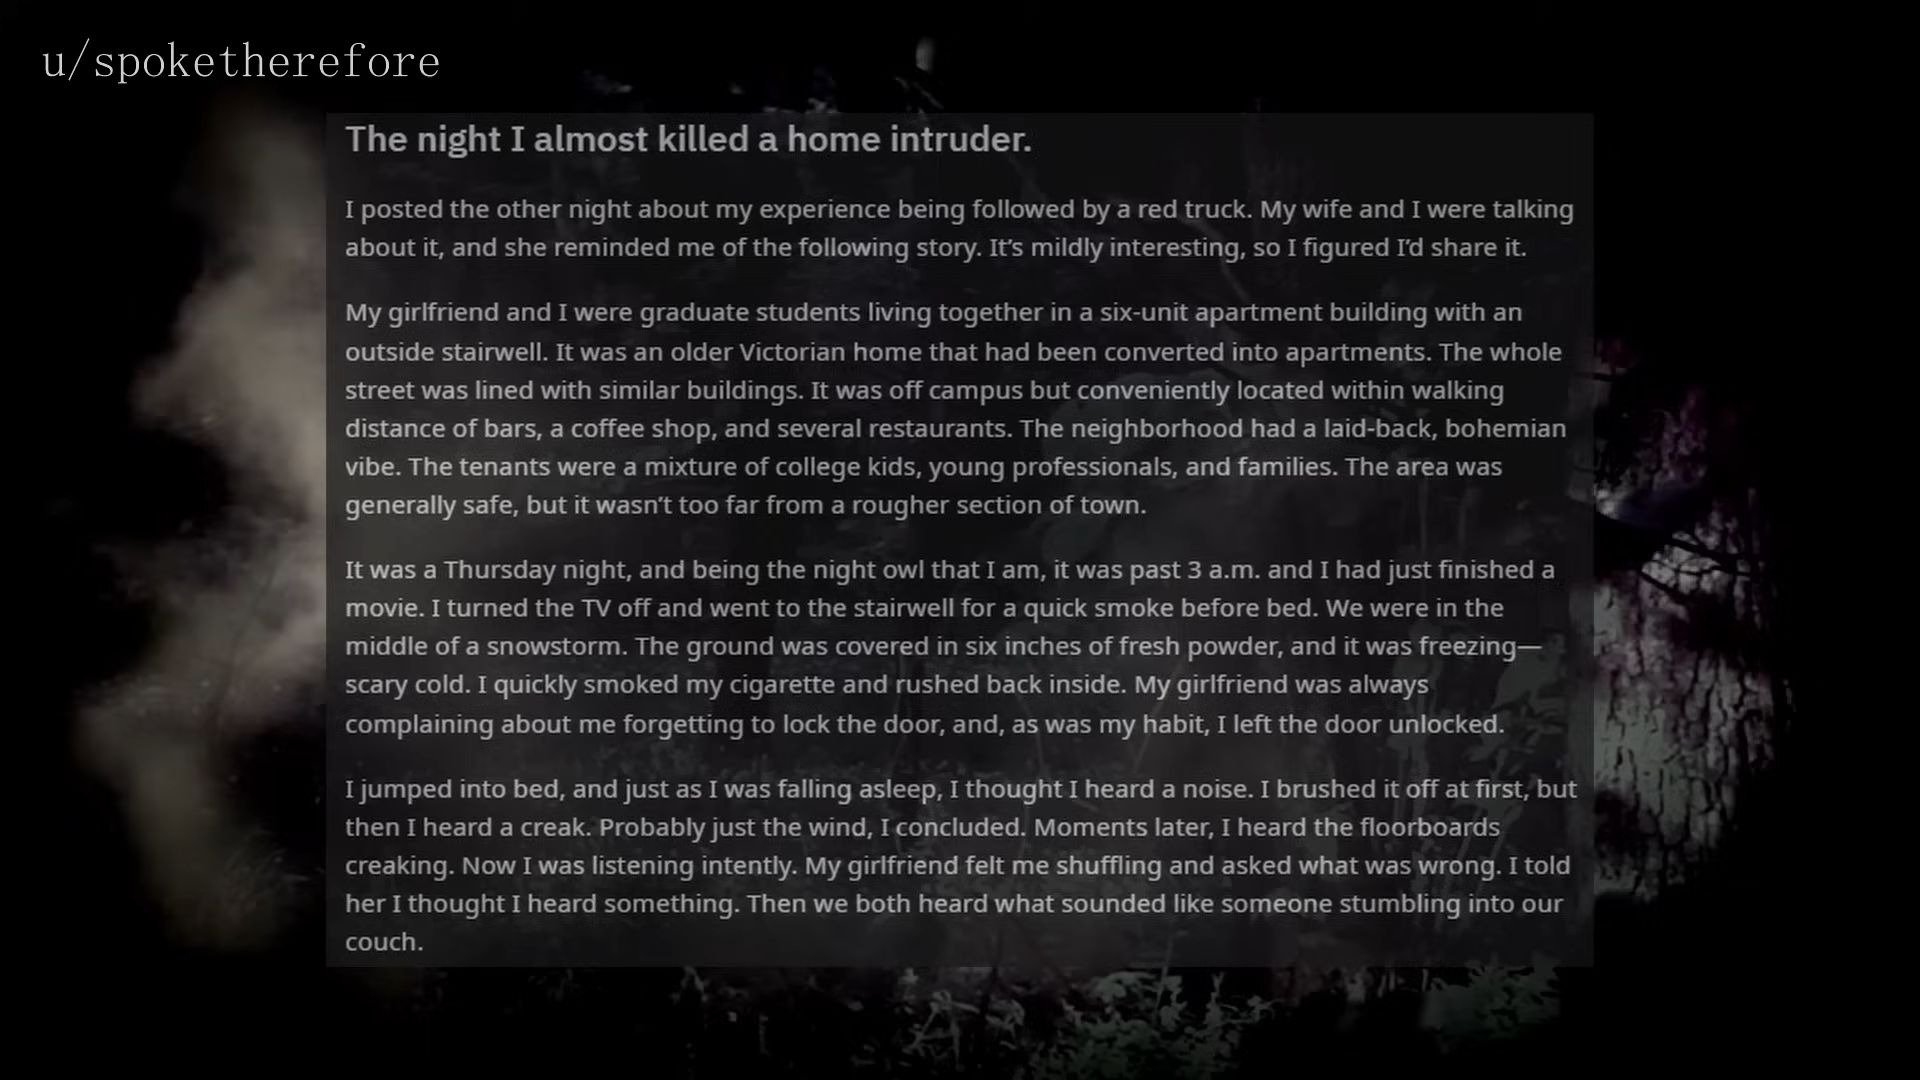 u/spoketherefore
The night I almost killed a home intruder.
I posted the other night about my experience being followed by a red truck. My wife and I were talking
about it, and she reminded me of the following story. It’s mildly interesting, so I figured I’d share it.
My girlfriend and I were graduate students living together in a six-unit apartment building with an
outside stairwell. It was an older Victorian home that had been converted into apartments. The whole
street was lined with similar buildings. It was off campus but conveniently located within walking
distance of bars, a coffee shop, and several restaurants. The neighborhood had a laid-back, bohemian
vibe. The tenants were a mixture of college kids, young professionals, and families. The area was
generally safe, but it wasn’t too far from a rougher section of town.
It was a Thursday night, and being the night owl that I am, it was past 3 a.m. and I had just finished a
movie. I turned the TV off and went to the stairwell for a quick smoke before bed. We were in the
middle of a snowstorm. The ground was covered in six inches of fresh powder, and it was freezing—
scary cold. I quickly smoked my cigarette and rushed back inside. My girlfriend was always
complaining about me forgetting to lock the door, and, as was my habit, I left the door unlocked.
I jumped into bed, and just as I was falling asleep, I thought I heard a noise. I brushed it off at first, but
then I heard a creak. Probably just the wind, I concluded. Moments later, I heard the floorboards
creaking. Now I was listening intently. My girlfriend felt me shuffling and asked what was wrong. I told
her I thought I heard something. Then we both heard what sounded like someone stumbling into our
couch.